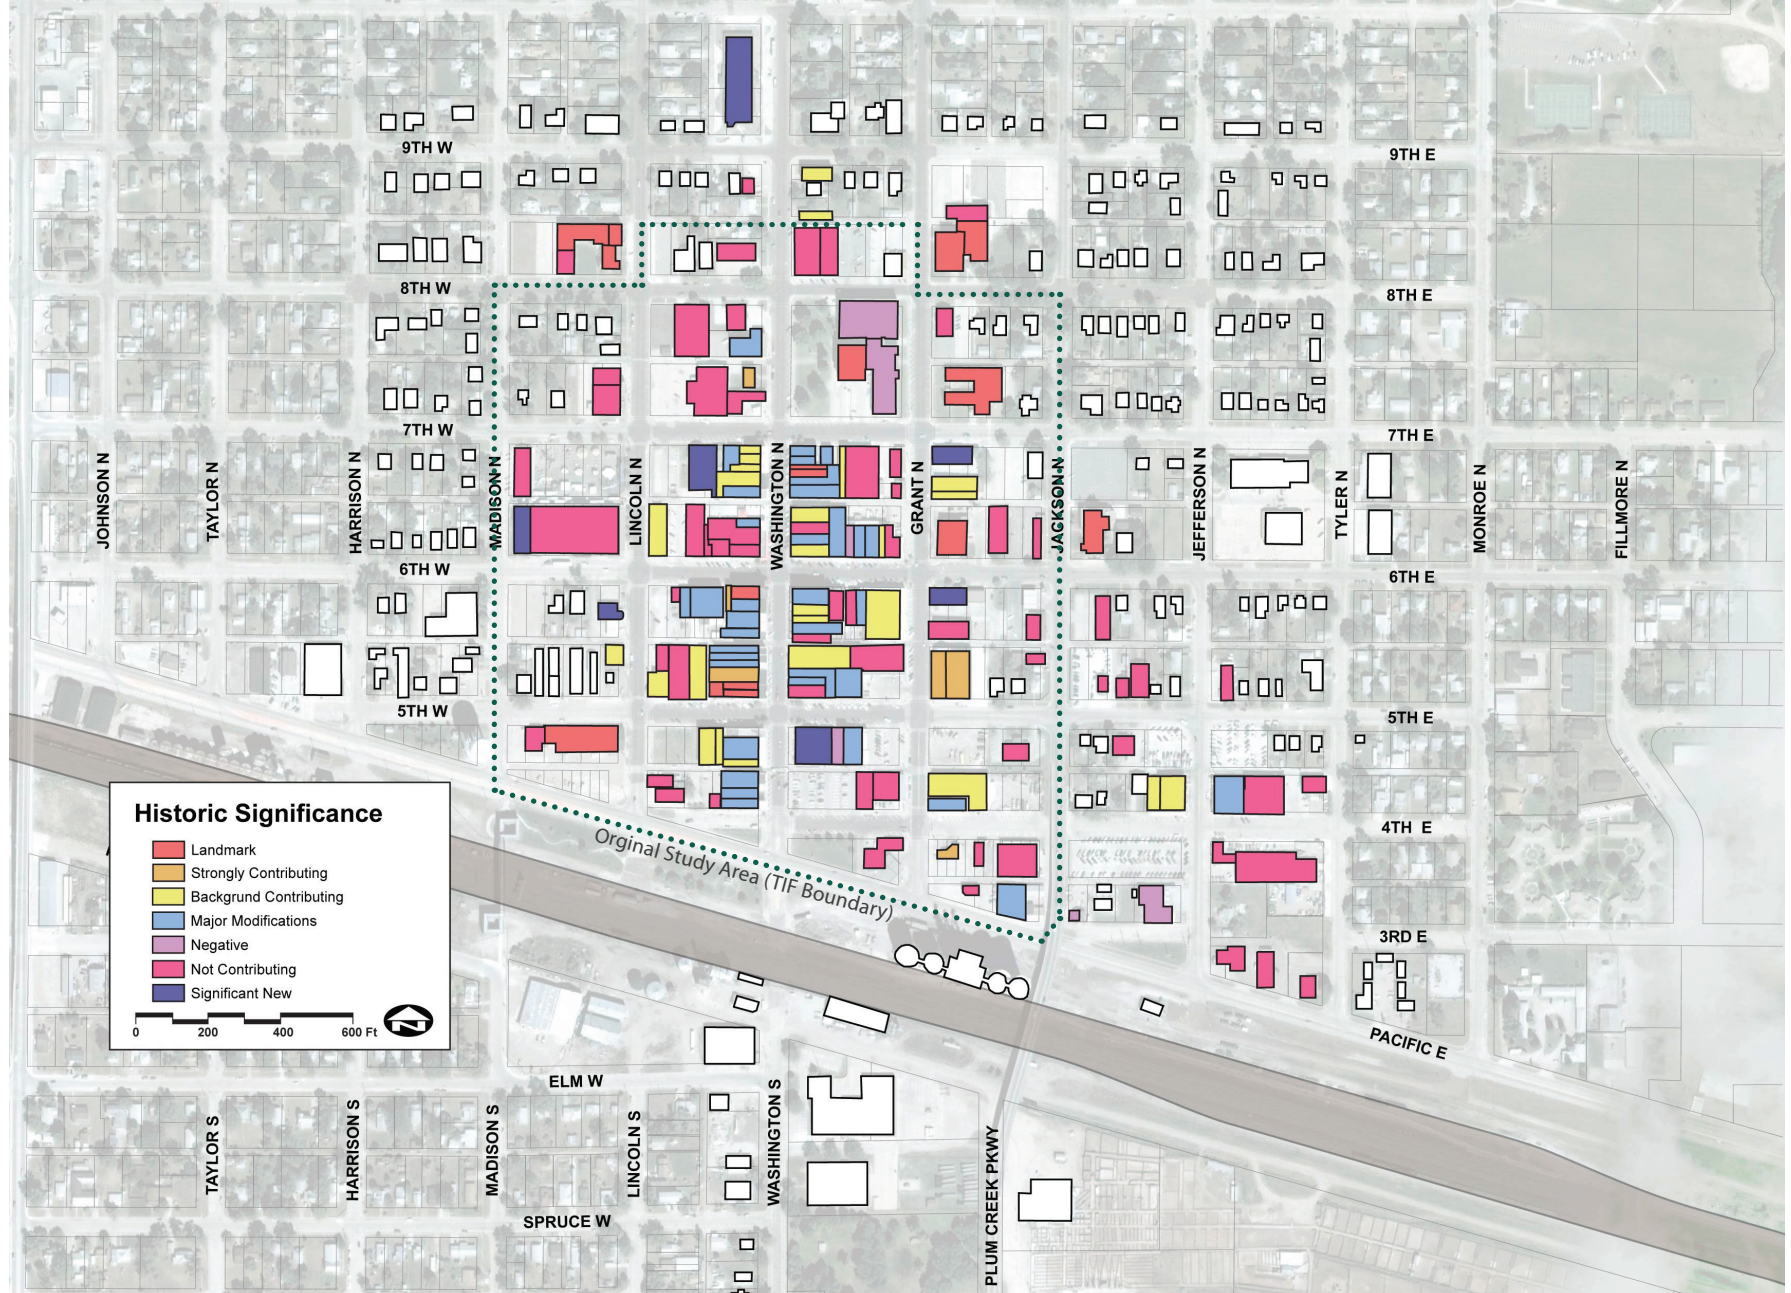 9TH W
9TH E
8TH W
8TH E
7TH W
7TH E
JOHNSON N
TAYLOR N
HARRISON N
MADISON N
LINCOLN N
WASHINGTON N
GRANT N
JACKSON N
JEFFERSON N
TYLER N
MONROE N
FILLMORE N
6TH W
6TH E
5TH W
5TH E
4TH E
3RD E
PACIFIC E
Orginal Study Area (TIF Boundary)
Historic Significance
Landmark
Strongly Contributing
Backgrund Contributing
Major Modifications
Negative
Not Contributing
Significant New
0 200 400 600 Ft
N
ELM W
TAYLOR S
HARRISON S
MADISON S
LINCOLN S
WASHINGTON S
PLUM CREEK PKWY
SPRUCE W